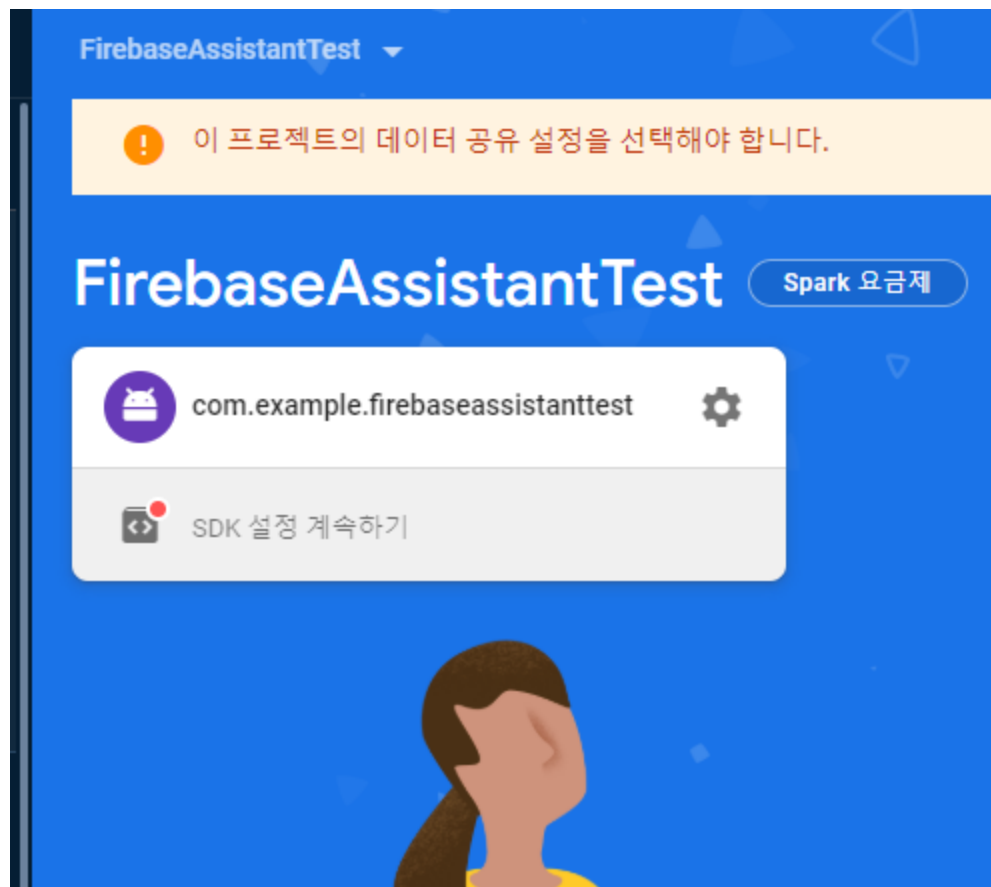 FirebaseAssistantTest
이 프로젝트의 데이터 공유 설정을 선택해야 합니다.
FirebaseAssistantTest Spark 요금제
com.example.firebaseassistanttest
SDK 설정 계속하기